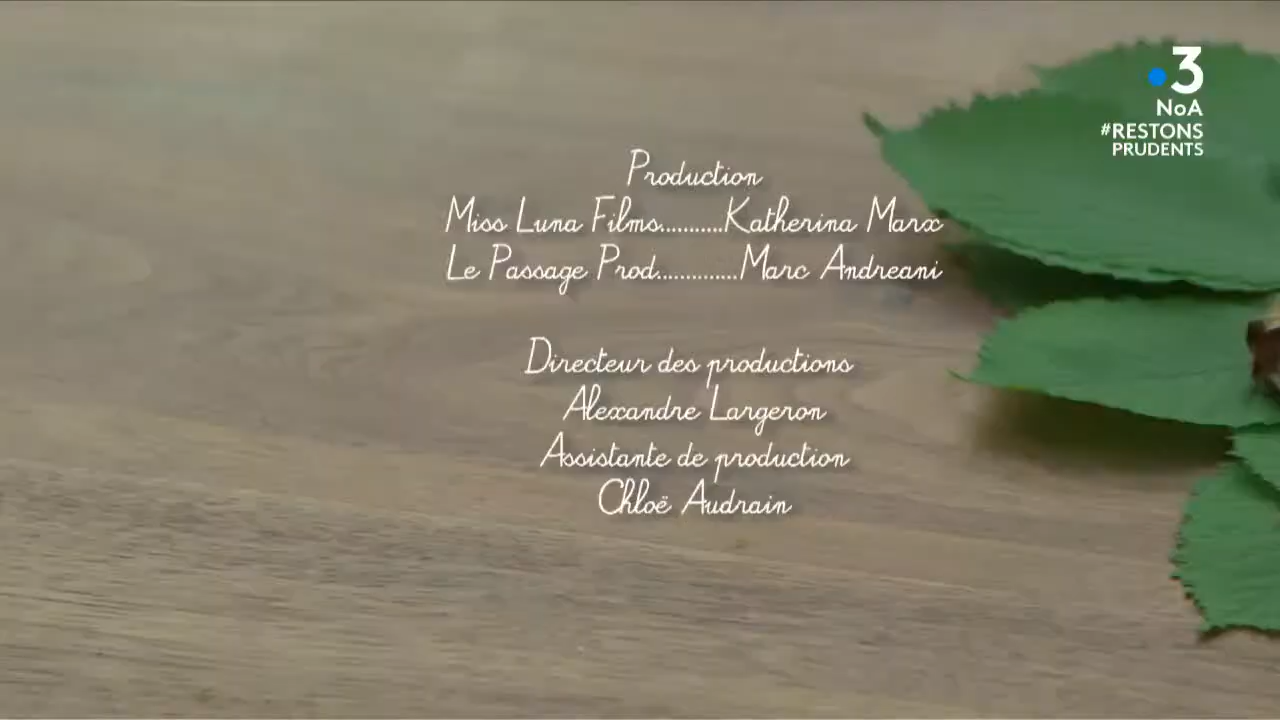 3
NoA
#RESTONS
PRUDENTS
Production
Miss Luna Films...........Katherina Marx
Le Passage Prod..............Marc Andreani
Directeur des productions
Alexandre Largeron
Assistante de production
Chloë Audrain